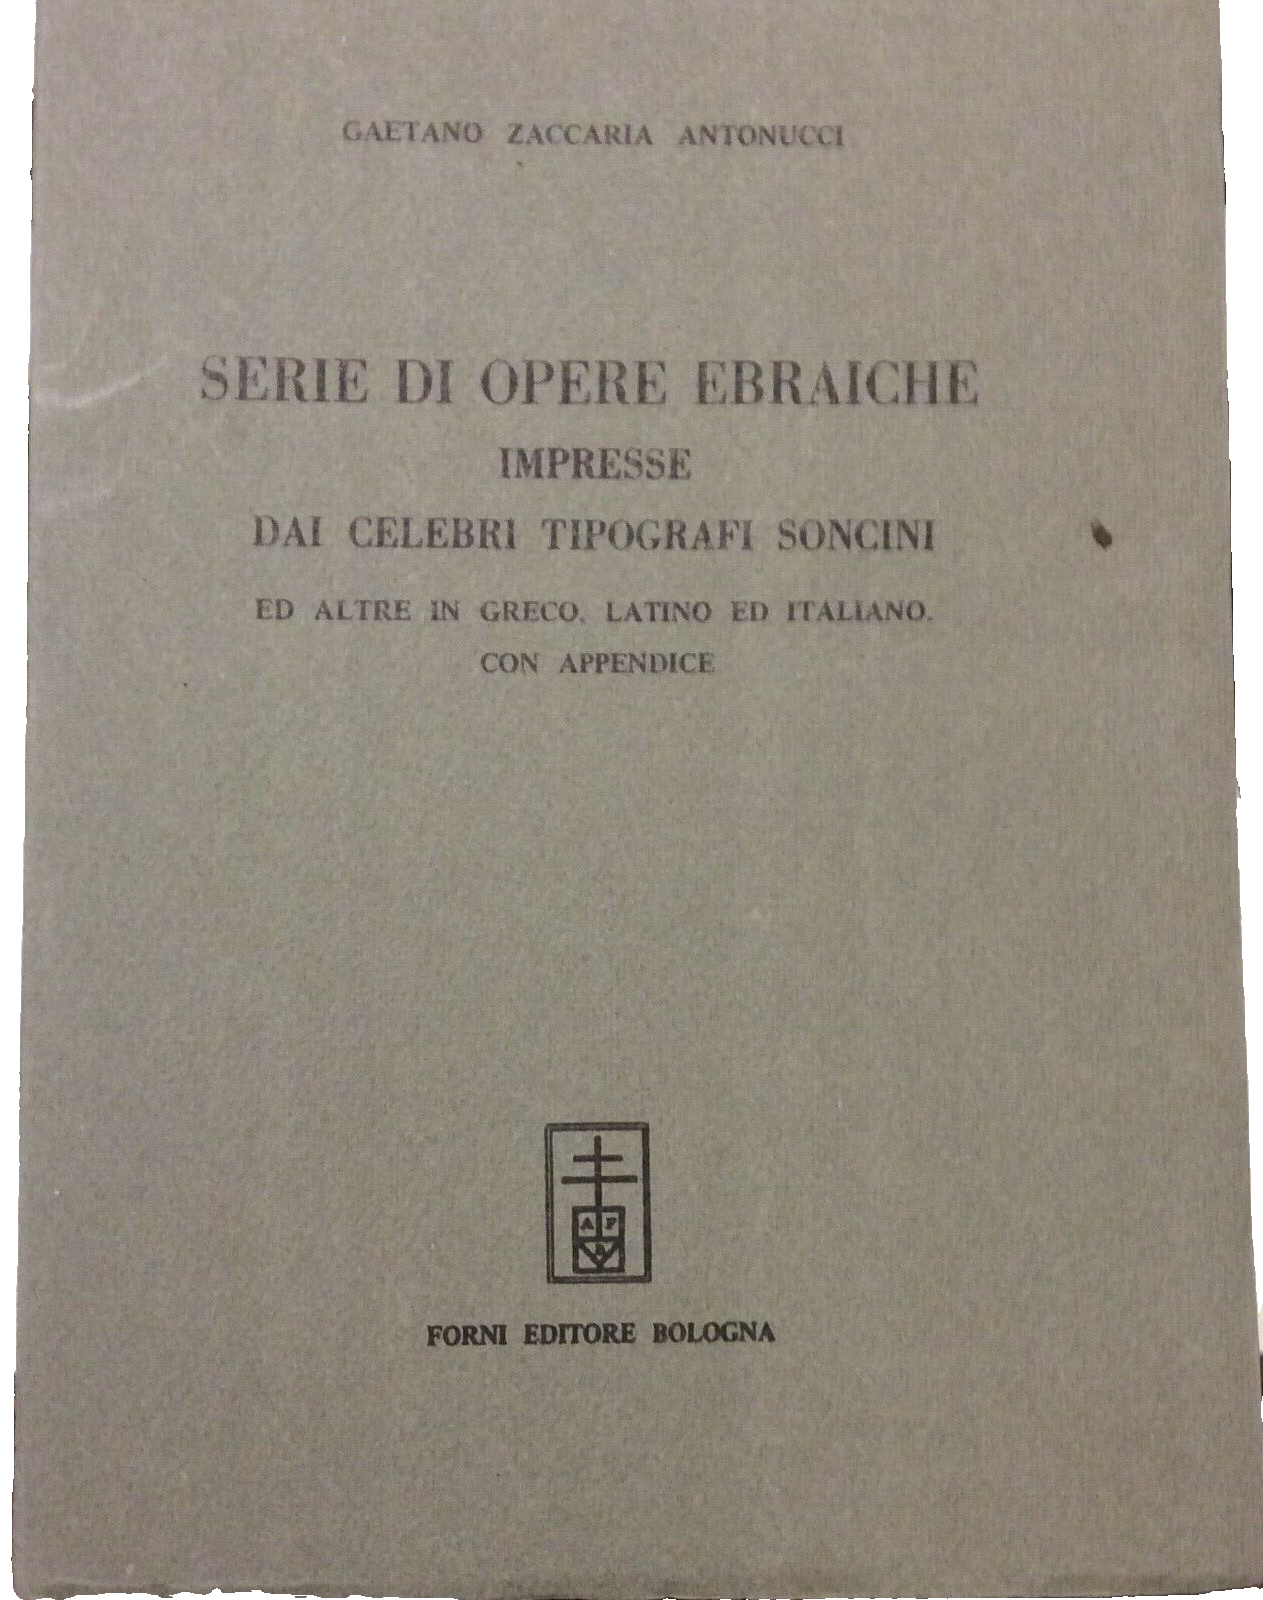 GAETANO ZACCARIA ANTONUCCI
SERIE DI OPERE EBRAICHE
IMPRESSE
DAI CELEBRI TIPOGRAFI SONCINI
ED ALTRE IN GRECO, LATINO ED ITALIANO.
CON APPENDICE
A F
B
FORNI EDITORE BOLOGNA